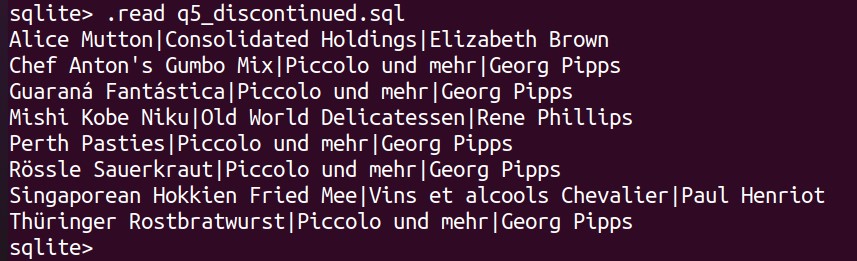 sqlite> .read q5_discontinued.sql
Alice Mutton|Consolidated Holdings|Elizabeth Brown
Chef Anton's Gumbo Mix|Piccolo und mehr|Georg Pipps
Guaraná Fantástica|Piccolo und mehr|Georg Pipps
Mishi Kobe Niku|Old World Delicatessen|Rene Phillips
Perth Pasties|Piccolo und mehr|Georg Pipps
Rössle Sauerkraut|Piccolo und mehr|Georg Pipps
Singaporean Hokkien Fried Mee|Vins et alcools Chevalier|Paul Henriot
Thüringer Rostbratwurst|Piccolo und mehr|Georg Pipps
sqlite>